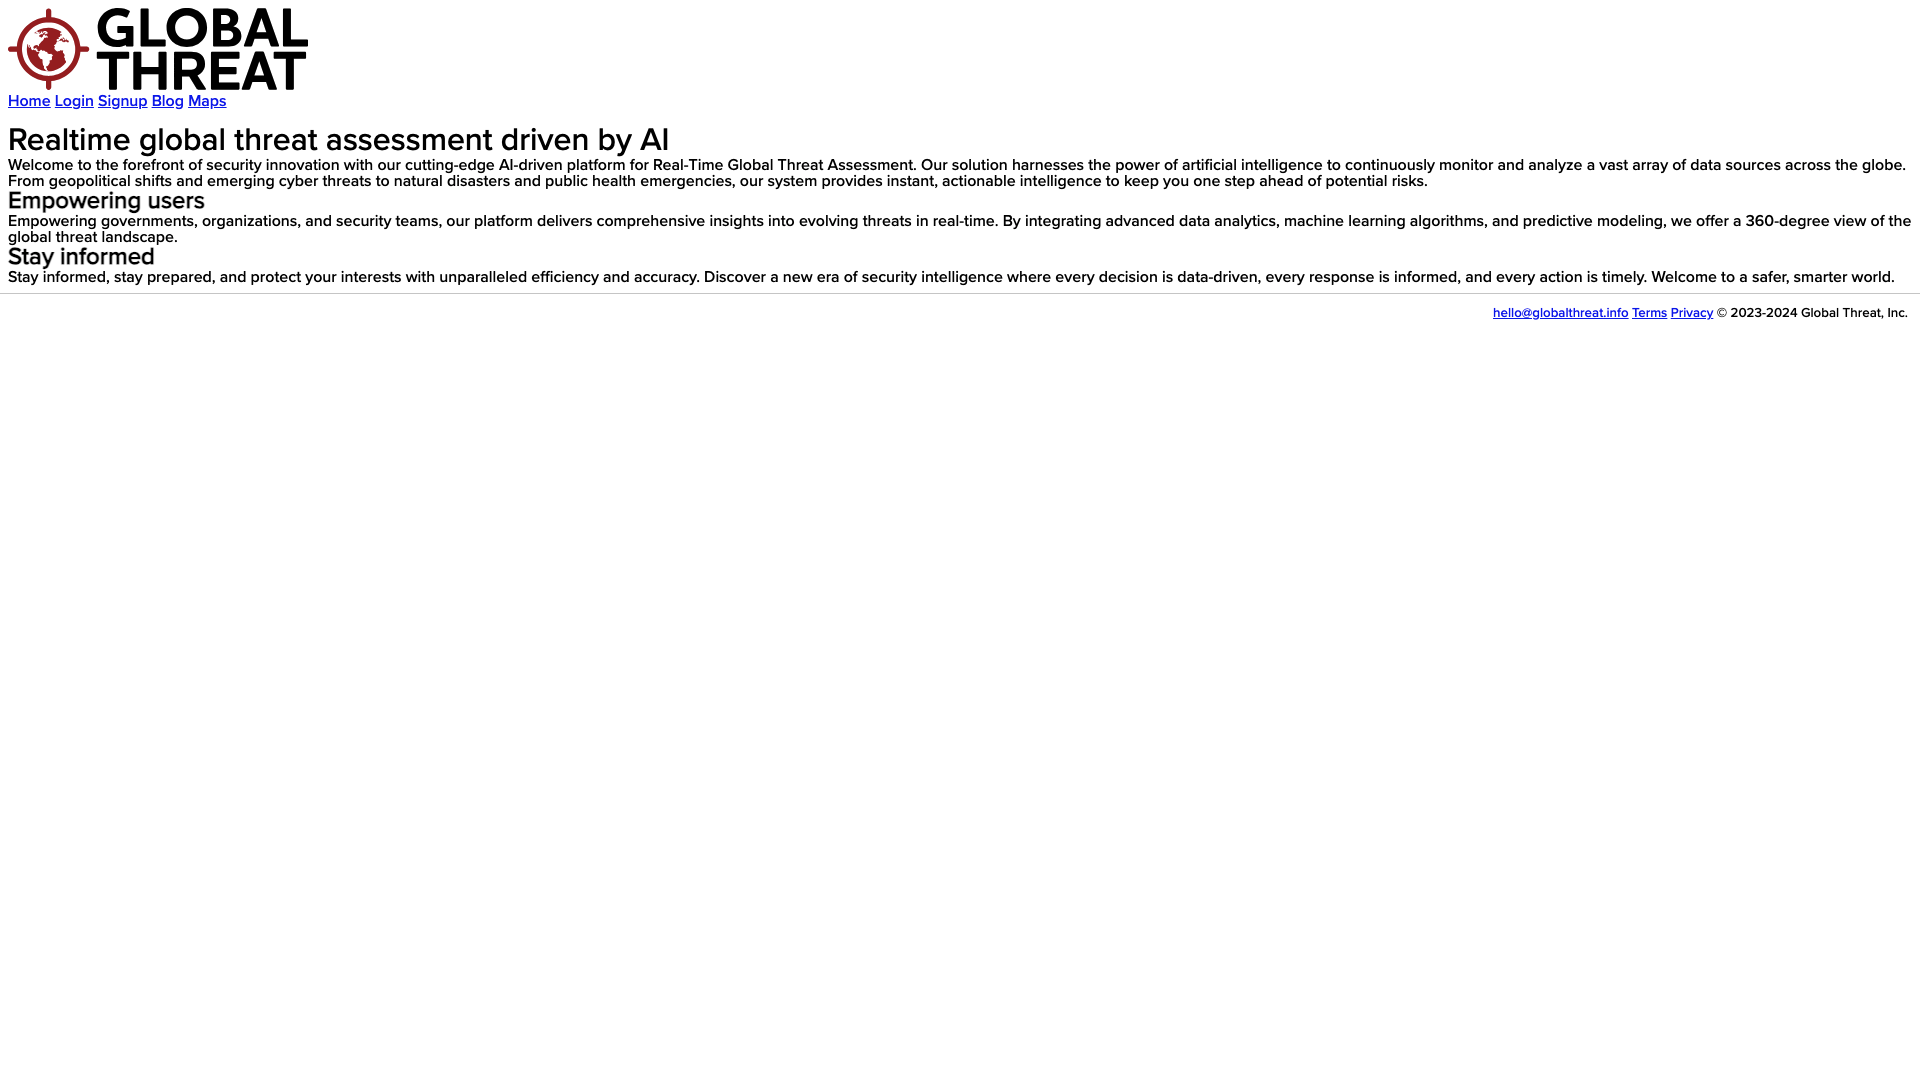 GLOBAL
THREAT
Home Login Signup Blog Maps
Realtime global threat assessment driven by AI
Welcome to the forefront of security innovation with our cutting-edge AI-driven platform for Real-Time Global Threat Assessment. Our solution harnesses the power of artificial intelligence to continuously monitor and analyze a vast array of data sources across the globe.
From geopolitical shifts and emerging cyber threats to natural disasters and public health emergencies, our system provides instant, actionable intelligence to keep you one step ahead of potential risks.
Empowering users
Empowering governments, organizations, and security teams, our platform delivers comprehensive insights into evolving threats in real-time. By integrating advanced data analytics, machine learning algorithms, and predictive modeling, we offer a 360-degree view of the
global threat landscape.
Stay informed
Stay informed, stay prepared, and protect your interests with unparalleled efficiency and accuracy. Discover a new era of security intelligence where every decision is data-driven, every response is informed, and every action is timely. Welcome to a safer, smarter world.
hello@globalthreat.info Terms Privacy © 2023-2024 Global Threat, Inc.